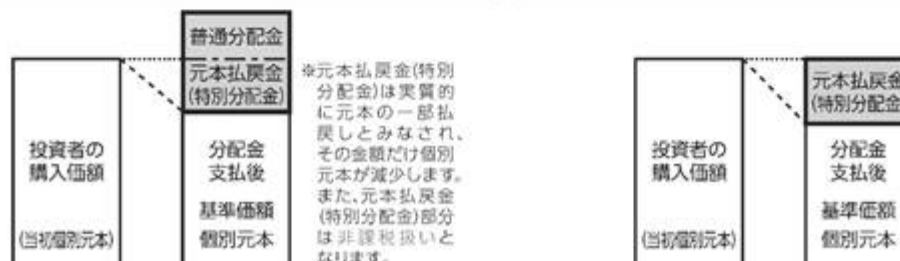 普通分配金
元本払戻金
(特別分配金)
投資者の
購入価額
(当初個別元本)
分配金
支払後
基準価額
個別元本
※元本払戻金(特別
分配金)は実質的
に元本の一部払
戻しとみなされ、
その金額だけ個別
元本が減少します。
また、元本払戻金
(特別分配金)部分
は非課税扱いと
なります。
投資者の
購入価額
(当初個別元本)
元本払戻金
(特別分配金
分配金
支払後
基準価額
個別元本